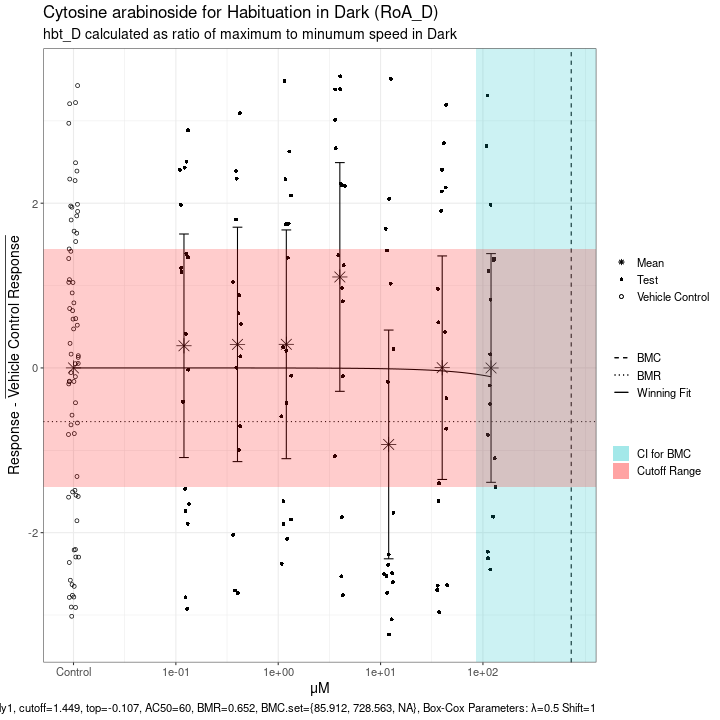 Cytosine arabinoside for Habituation in Dark (RoA_D)
hbt_D calculated as ratio of maximum to minumum speed in Dark
Response - Vehicle Control Response
2
0
-2
Control
1e-01
1e+00
1e+01
1e+02
µM
Mean
Test
Vehicle Control
BMC
BMR
Winning Fit
CI for BMC
Cutoff Range
cutoff=1.449, top=-0.107, AC50=60, BMR=0.652, BMC.set={85.912, 728.563, NA}, Box-Cox Parameters: λ=0.5 Shift=1